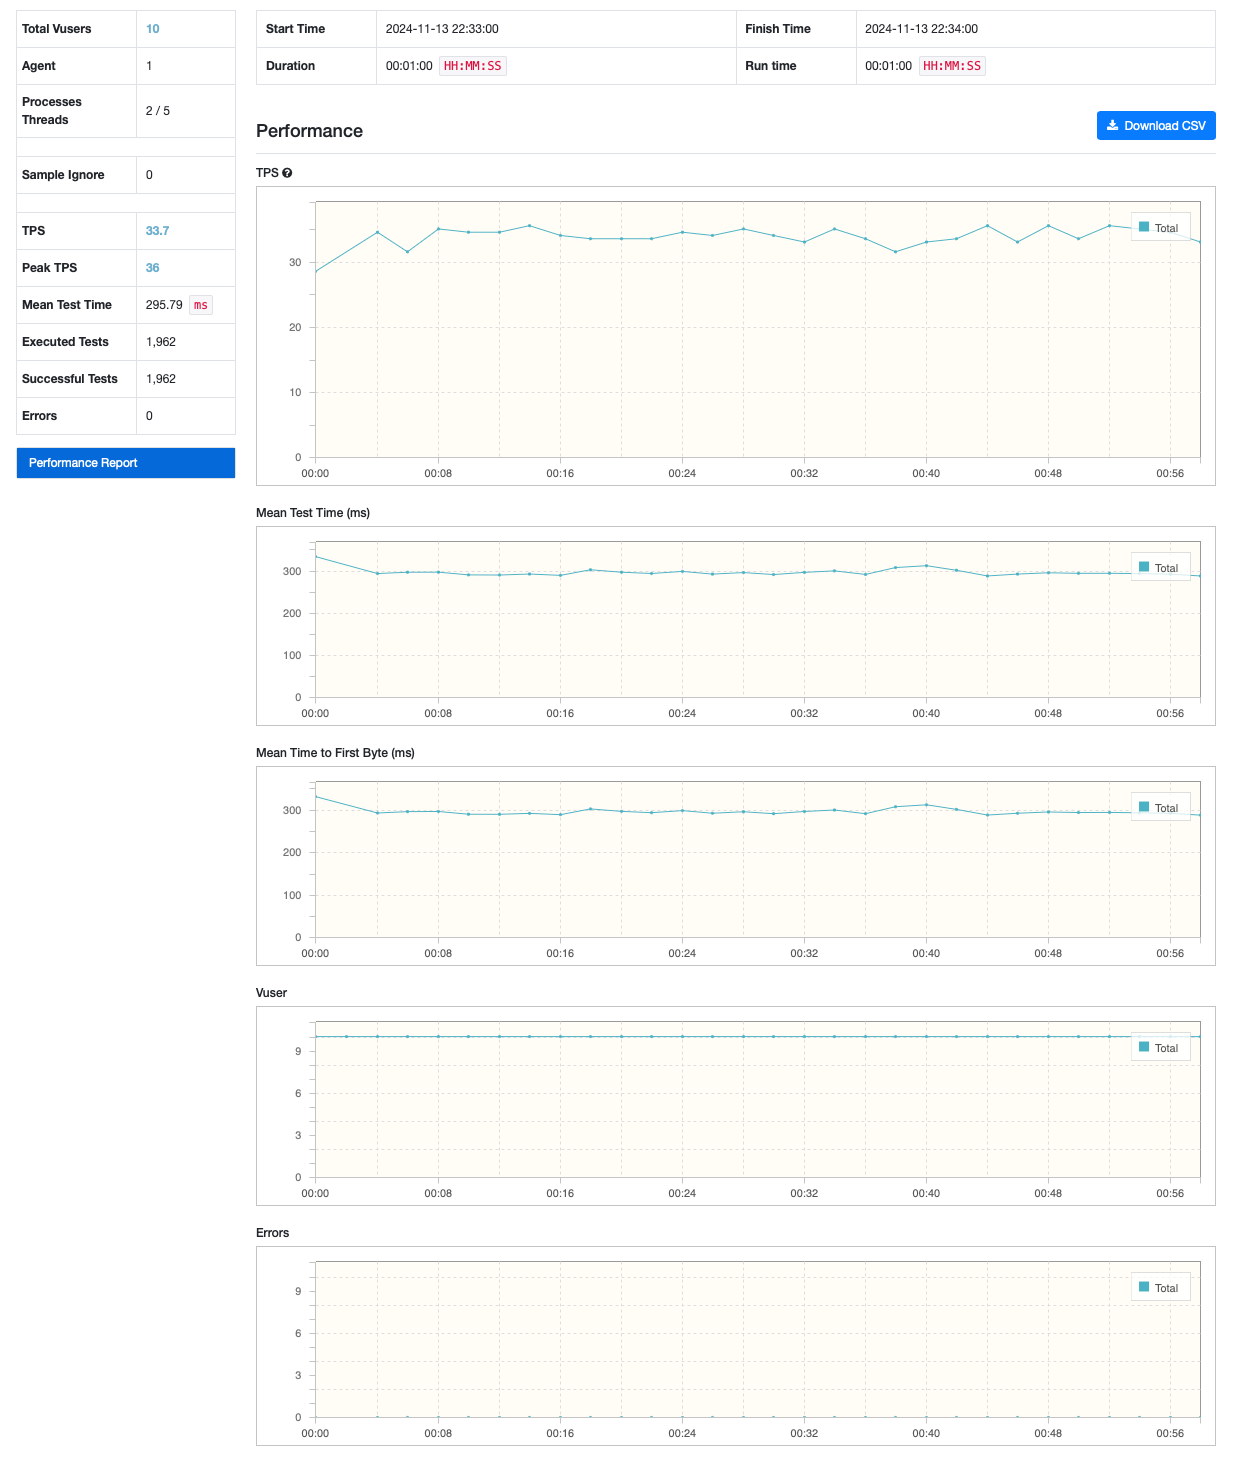 Total Vusers 10
Agent 1
Processes
Threads 2 / 5
Sample Ignore 0
TPS 33.7
Peak TPS 36
Mean Test Time 295.79 ms
Executed Tests 1,962
Successful Tests 1,962
Errors 0
Performance Report
Start Time 2024-11-13 22:33:00 Finish Time 2024-11-13 22:34:00
Duration 00:01:00 HH:MM:SS Run time 00:01:00 HH:MM:SS
Performance Download CSV
TPS
Total
30
20
10
0
00:00 00:08 00:16 00:24 00:32 00:40 00:48 00:56
Mean Test Time (ms)
Total
300
200
100
0
00:00 00:08 00:16 00:24 00:32 00:40 00:48 00:56
Mean Time to First Byte (ms)
Total
300
200
100
0
00:00 00:08 00:16 00:24 00:32 00:40 00:48 00:56
Vuser
Total
9
6
3
0
00:00 00:08 00:16 00:24 00:32 00:40 00:48 00:56
Errors
Total
9
6
3
0
00:00 00:08 00:16 00:24 00:32 00:40 00:48 00:56